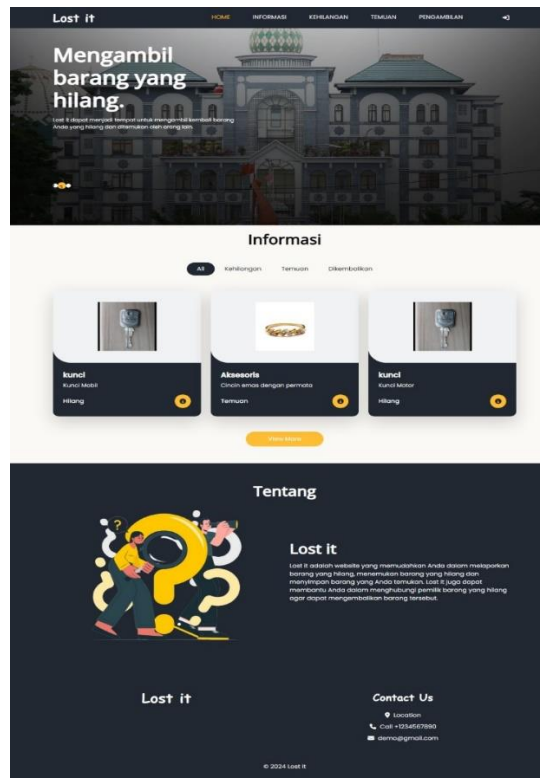 Lost it
HOME INFORMASI KEHILANGAN TEMUAN PENGAMBILAN
Mengambil
barang yang
hilang.
Lost it dapat menjadi tempat untuk mengambil kembali barang
Anda yang hilang dan ditemukan oleh orang lain.
Informasi
All Kehilangan Temuan Dikembalikan
kunci
Kunci Mobil
Hilang
Aksesoris
Cincin emas dengan permata
Temuan
kunci
Kunci Motor
Hilang
View More
Tentang
?
Lost it
Lost it adalah website yang memudahkan Anda dalam melaporkan
barang yang hilang, menemukan barang yang hilang dan
menyimpan barang yang Anda temukan. Lost it juga dapat
membantu Anda dalam menghubungi pemilik barang yang hilang
agar dapat mengembalikan barang tersebut.
Lost it
Contact Us
Location
Call +1234567890
demo@gmail.com
© 2024 Lost It